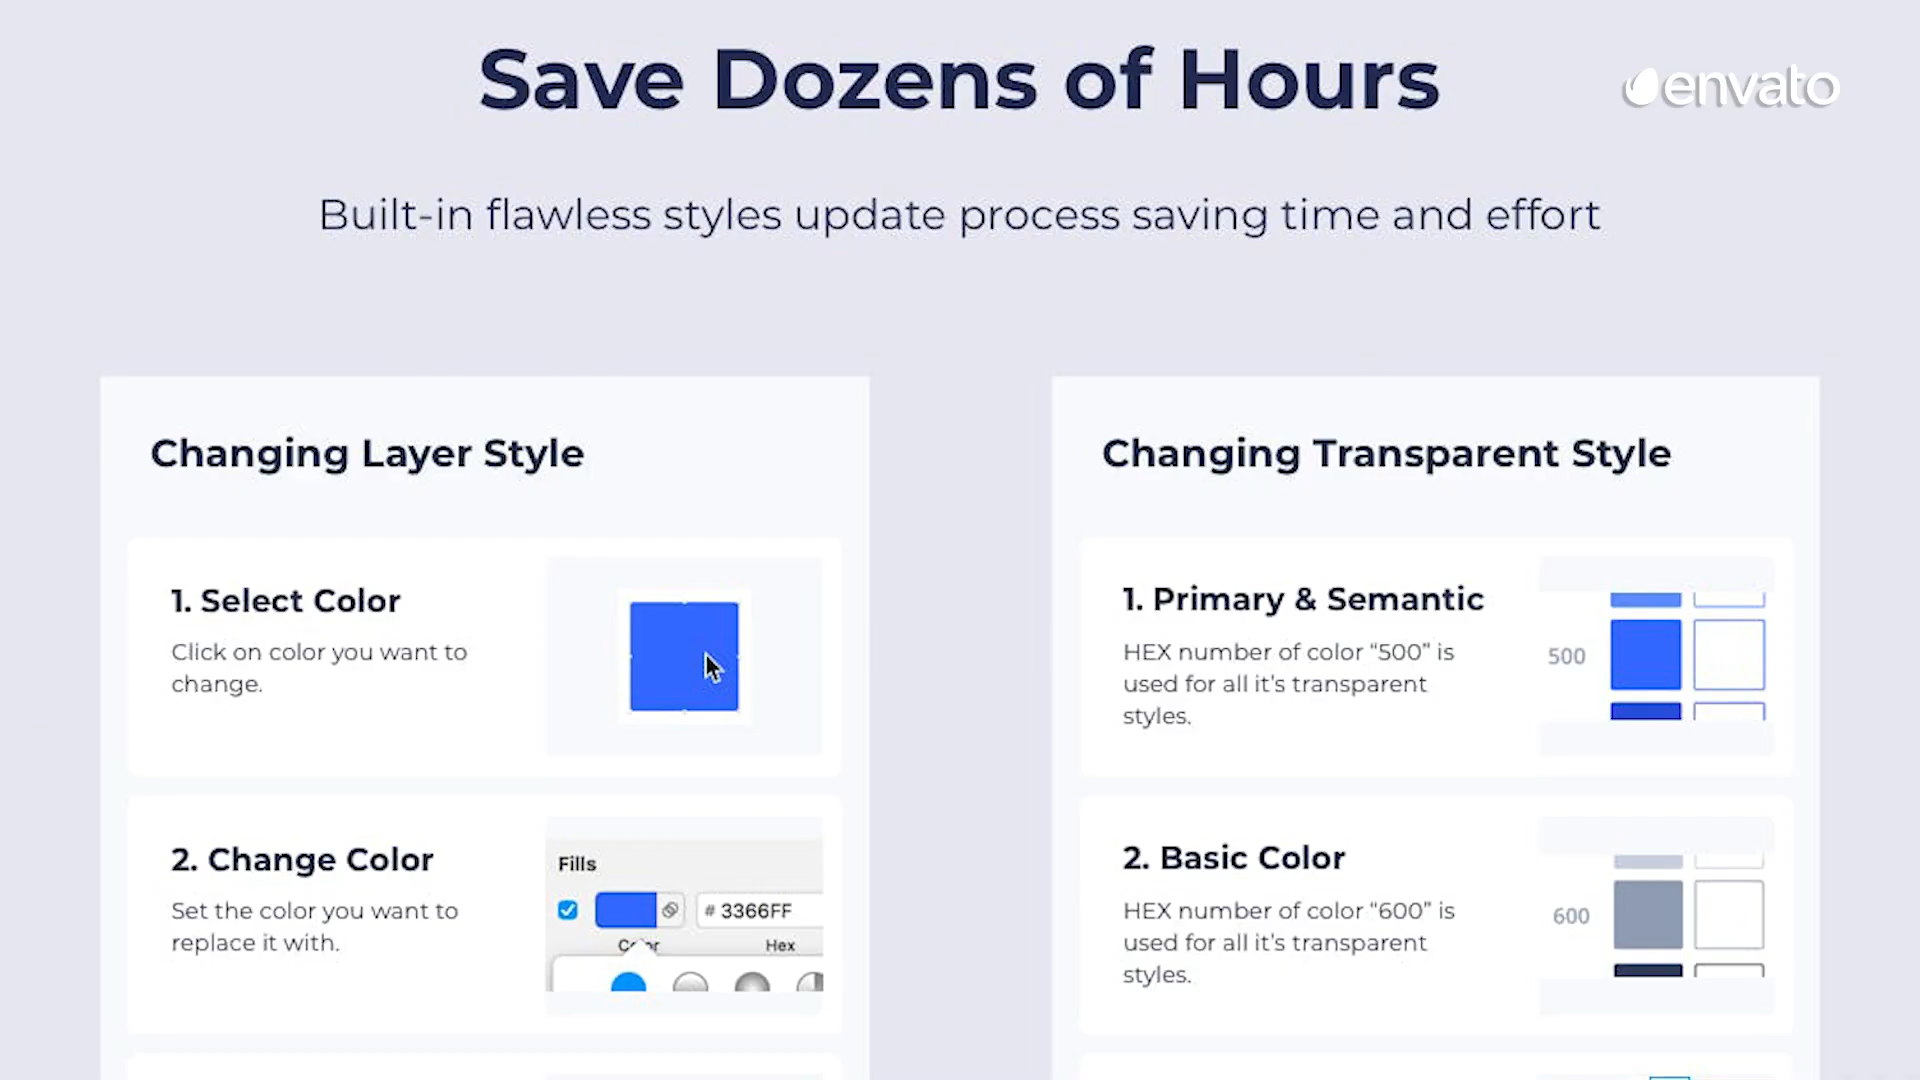 Save Dozens of Hours
envato
Built-in flawless styles update process saving time and effort
Changing Layer Style
1. Select Color
Click on color you want to
change.
2. Change Color
Set the color you want to
replace it with.
Fills
# 3366FF
Color
Hex
Changing Transparent Style
1. Primary & Semantic
HEX number of color “500” is
used for all it’s transparent
styles.
500
2. Basic Color
HEX number of color “600” is
used for all it’s transparent
styles.
600